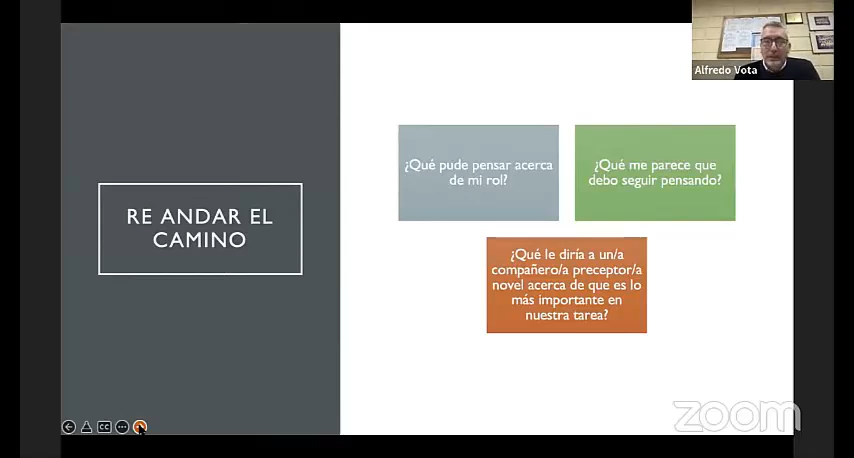 Alfredo Vota
RE ANDAR EL
CAMINO
¿Qué pude pensar acerca
de mi rol?
¿Qué me parece que
debo seguir pensando?
¿Qué le diría a un/a
compañero/a preceptor/a
novel acerca de que es lo
más importante en
nuestra tarea?
CC
zoom